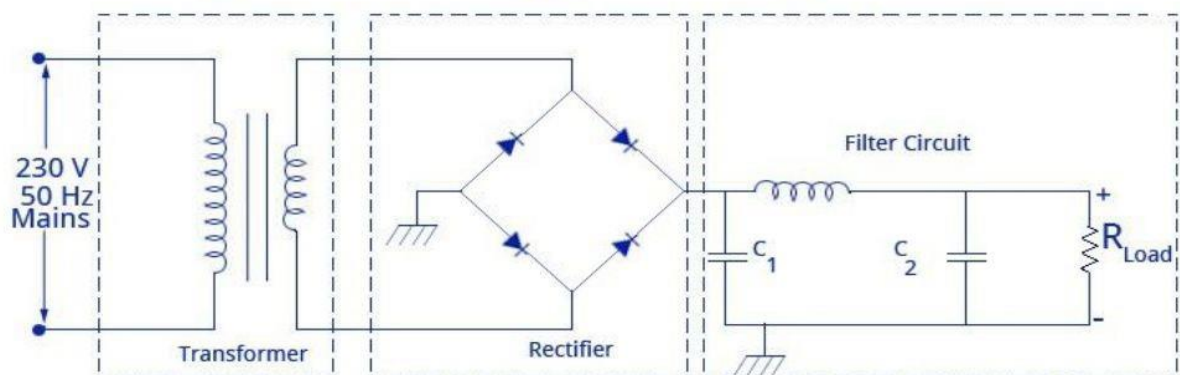 230 V
50 Hz
Mains
Transformer
Rectifier
Filter Circuit
C1
C2
+
RLoad
-